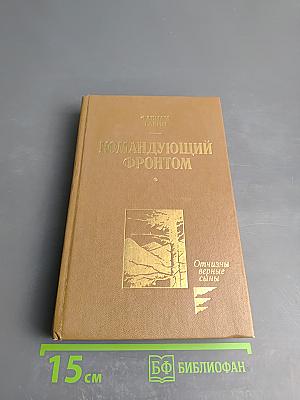 КОМАНДУЮЩИЙ
ФРОНТОМ
Отчизны
верные
сыны
15 см
БФ БИБЛИОФАН